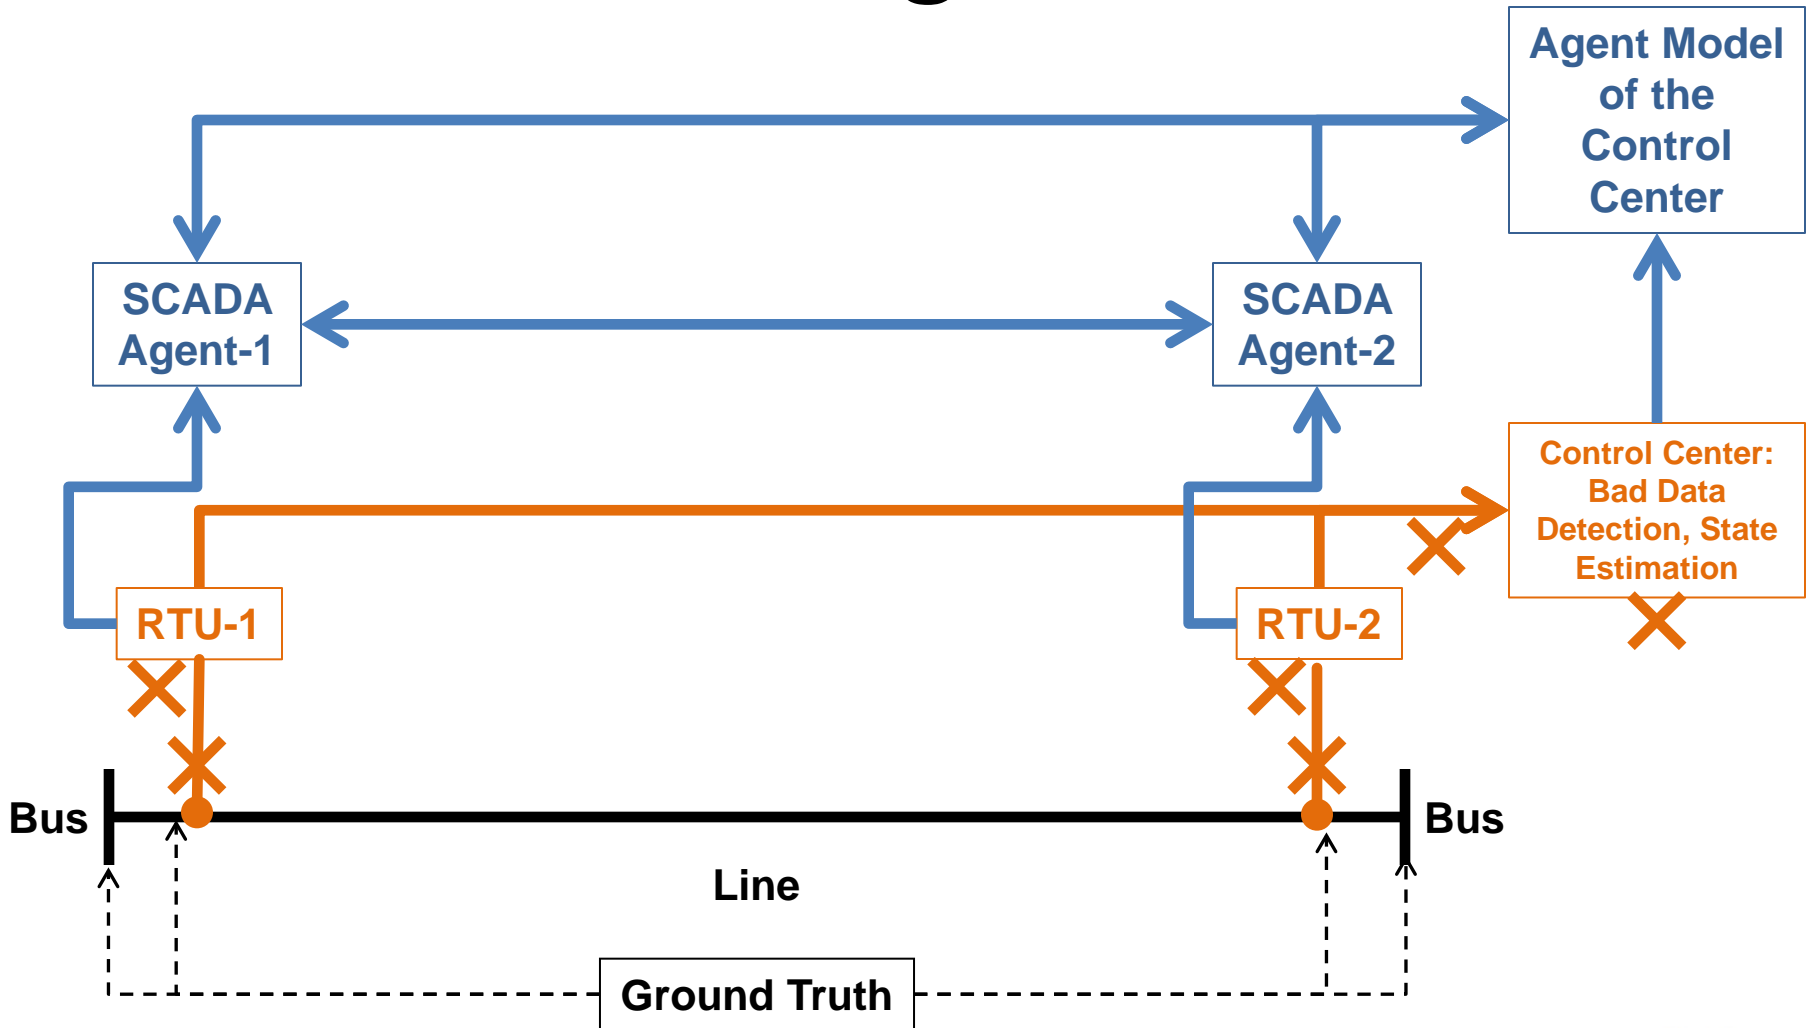 Agent Model
of the
Control
Center
SCADA
Agent-1
SCADA
Agent-2
Control Center:
Bad Data
Detection, State
Estimation
RTU-1
RTU-2
Bus
Bus
Line
Ground Truth